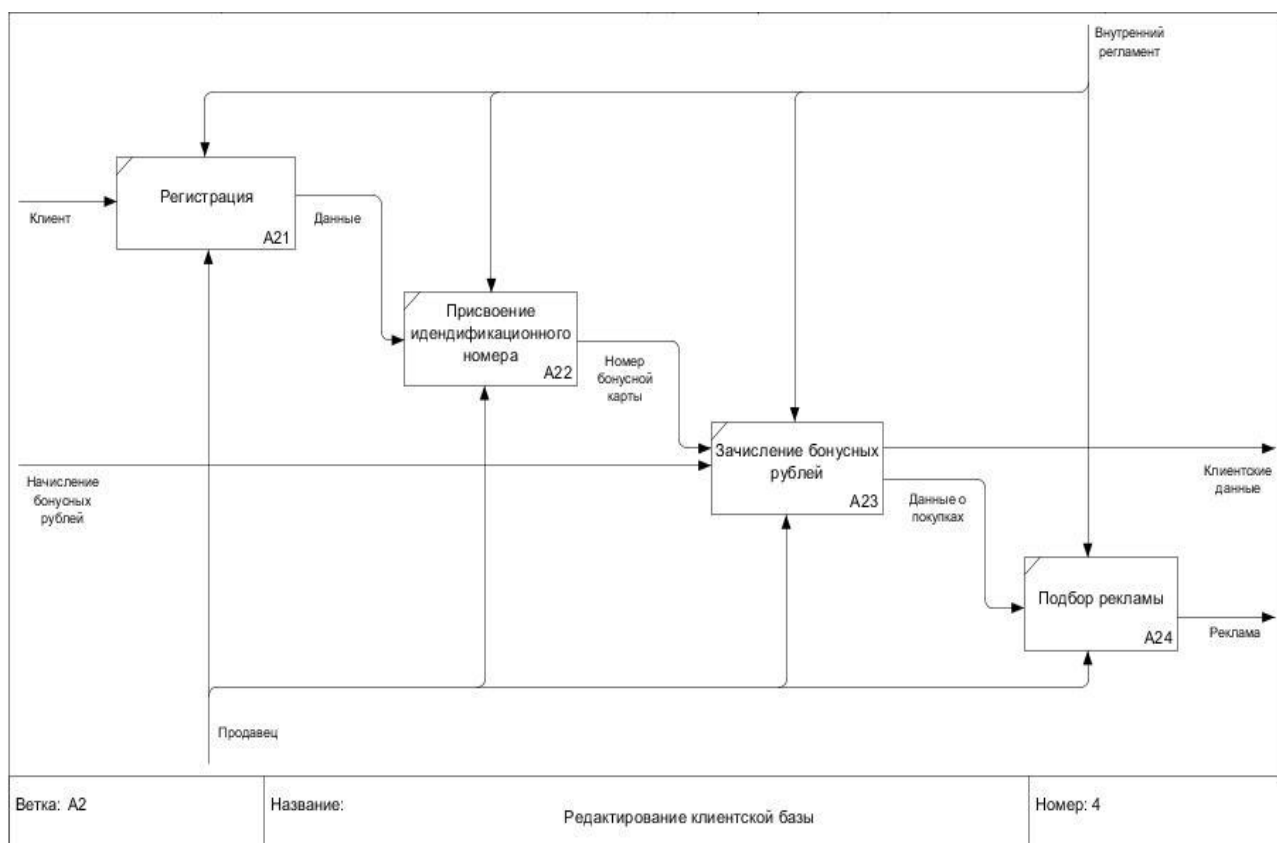 Внутренний
регламент
Регистрация
A21
Клиент
Данные
Присвоение
идендификационного
номера
A22
Номер
бонусной
карты
Зачисление бонусных
рублей
A23
Начисление
бонусных
рублей
Клиентские
данные
Данные о
покупках
Подбор рекламы
A24
Реклама
Продавец
Ветка: A2
Название:
Редактирование клиентской базы
Номер: 4